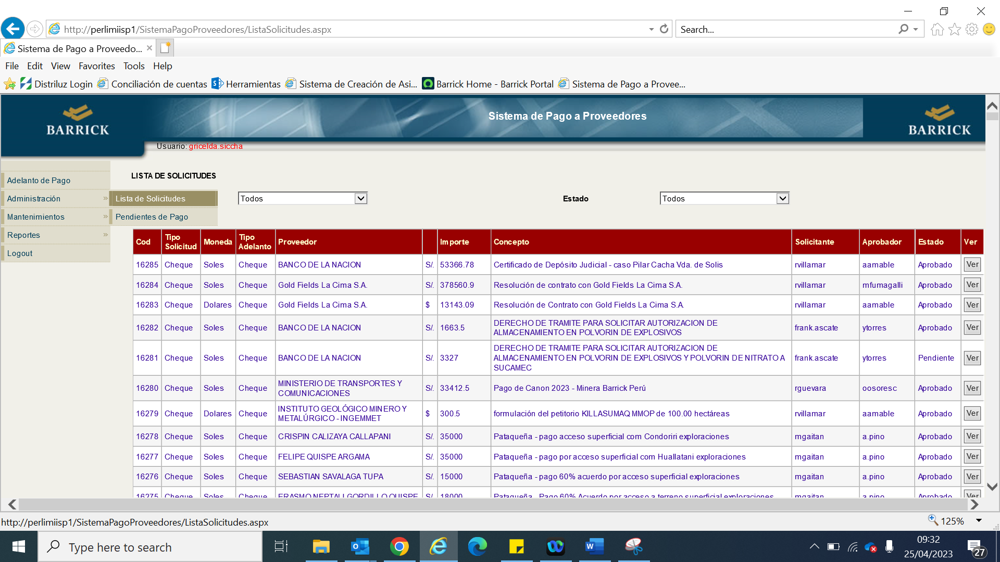 http://perlimiisp1/SistemaPagoProveedores/ListaSolicitudes.aspx
Search...
Sistema de Pago a Proveedo...
File Edit View Favorites Tools Help
Distriluz Login Conciliación de cuentas Herramientas Sistema de Creación de Asi... Barrick Home - Barrick Portal Sistema de Pago a Provee...
BARRICK
Sistema de Pago a Proveedores
BARRICK
Usuario: gricelda.siccha
LISTA DE SOLICITUDES
Adelanto de Pago
Administración »
Lista de Solicitudes
Todos
Estado
Todos
Mantenimientos »
Pendientes de Pago
Reportes »
Logout
Cod Tipo Solicitud Moneda Tipo Adelanto Proveedor Importe Concepto Solicitante Aprobador Estado Ver
16285 Cheque Soles Cheque BANCO DE LA NACION S/. 53366.78 Certificado de Depósito Judicial - caso Pilar Cacha Vda. de Solis rvillamar aamable Aprobado Ver
16284 Cheque Soles Cheque Gold Fields La Cima S.A. S/. 378560.9 Resolución de contrato con Gold Fields La Cima S.A. rvillamar mfumagalli Aprobado Ver
16283 Cheque Dolares Cheque Gold Fields La Cima S.A. $ 13143.09 Resolución de Contrato con Gold Fields La Cima S.A. rvillamar aamable Aprobado Ver
16282 Cheque Soles Cheque BANCO DE LA NACION S/. 1663.5 DERECHO DE TRAMITE PARA SOLICITAR AUTORIZACION DE ALMACENAMIENTO EN POLVORIN DE EXPLOSIVOS frank.ascate ytorres Aprobado Ver
16281 Cheque Soles Cheque BANCO DE LA NACION S/. 3327 DERECHO DE TRAMITE PARA SOLICITAR AUTORIZACION DE ALMACENAMIENTO EN POLVORIN DE EXPLOSIVOS Y POLVORIN DE NITRATO A SUCAMEC frank.ascate ytorres Pendiente Ver
16280 Cheque Soles Cheque MINISTERIO DE TRANSPORTES Y COMUNICACIONES S/. 33412.5 Pago de Canon 2023 - Minera Barrick Perú rguevara oosoresc Aprobado Ver
16279 Cheque Dolares Cheque INSTITUTO GEOLÓGICO MINERO Y METALÚRGICO - INGEMMET $ 300.5 formulación del petitorio KILLASUMAQ MMOP de 100.00 hectáreas rvillamar aamable Aprobado Ver
16278 Cheque Soles Cheque CRISPIN CALIZAYA CALLAPANI S/. 35000 Pataqueña - pago acceso superficial com Condoriri exploraciones mgaitan a.pino Aprobado Ver
16277 Cheque Soles Cheque FELIPE QUISPE ARGAMA S/. 35000 Pataqueña - pago por acceso superficial com Huallatani exploraciones mgaitan a.pino Aprobado Ver
16276 Cheque Soles Cheque SEBASTIAN SAVALAGA TUPA S/. 15000 Pataqueña - pago 60% acuerdo por acceso superficial exploraciones mgaitan a.pino Aprobado Ver
16275 Cheque Soles Cheque ERASMO NEPTALI GORDILLO QUISPE S/. 18000 Pataqueña - Pago 60% Acuerdo por acceso a terreno superficial exploraciones mgaitan a.pino Aprobado Ver
http://perlimiisp1/SistemaPagoProveedores/ListaSolicitudes.aspx
125%
Type here to search
09:32
25/04/2023
27